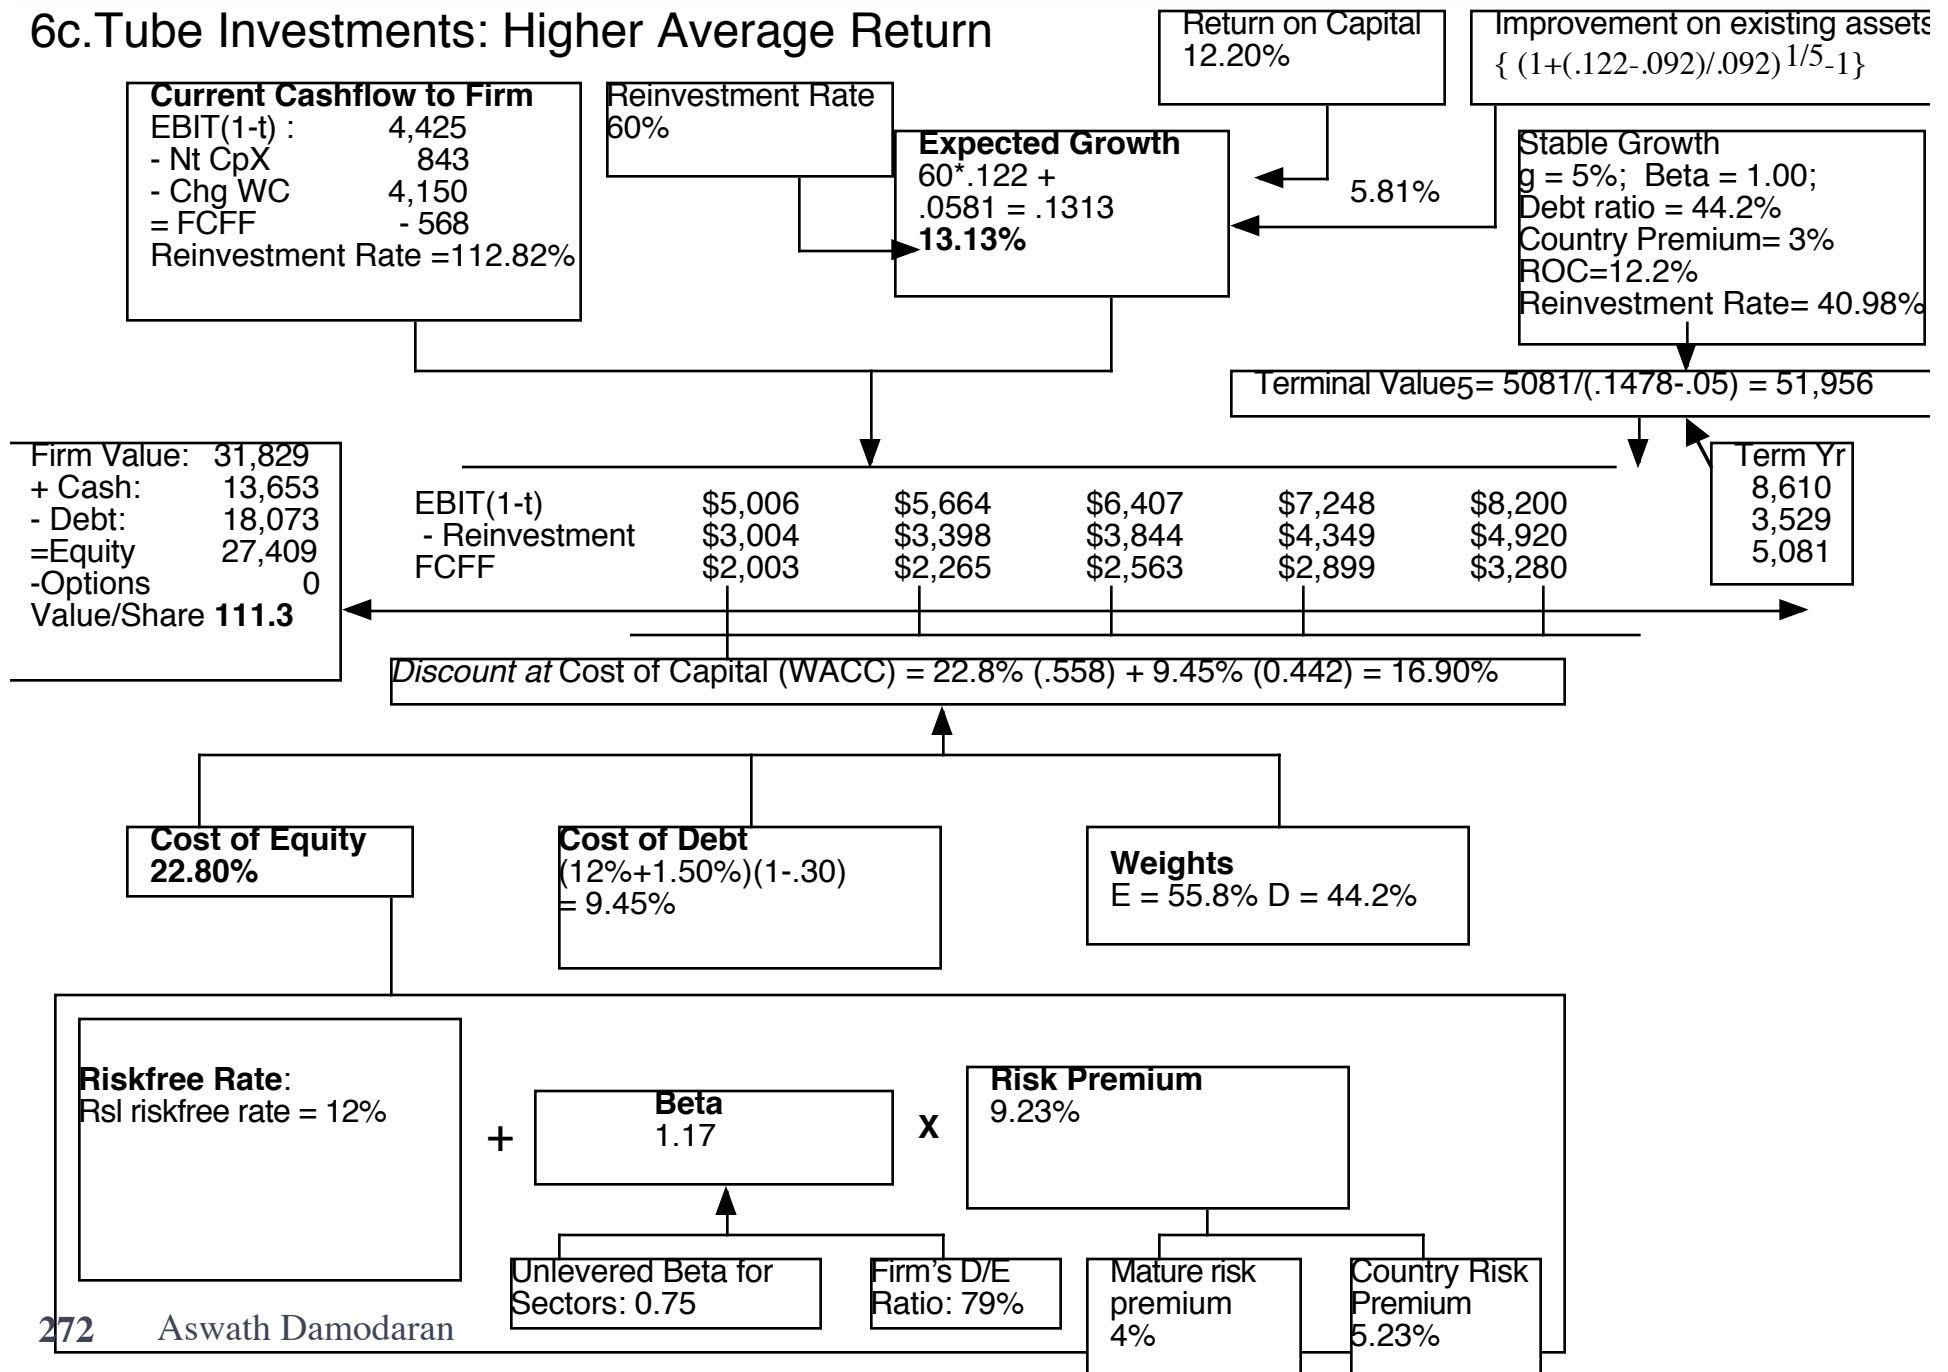 6c.Tube Investments: Higher Average Return
Return on Capital
12.20%
Improvement on existing assets
{ (1+(.122-.092)/.092)1/5-1}
Current Cashflow to Firm
EBIT(1-t) : 4,425
- Nt CpX 843
- Chg WC 4,150
= FCFF - 568
Reinvestment Rate =112.82%
Reinvestment Rate
60%
Expected Growth
60*.122 +
.0581 = .1313
13.13%
5.81%
Stable Growth
g = 5%; Beta = 1.00;
Debt ratio = 44.2%
Country Premium= 3%
ROC=12.2%
Reinvestment Rate= 40.98%
Terminal Value5= 5081/(.1478-.05) = 51,956
Firm Value: 31,829
+ Cash: 13,653
- Debt: 18,073
=Equity 27,409
-Options 0
Value/Share 111.3
EBIT(1-t) $5,006 $5,664 $6,407 $7,248 $8,200
- Reinvestment $3,004 $3,398 $3,844 $4,349 $4,920
FCFF $2,003 $2,265 $2,563 $2,899 $3,280
Term Yr
8,610
3,529
5,081
Discount at Cost of Capital (WACC) = 22.8% (.558) + 9.45% (0.442) = 16.90%
Cost of Equity
22.80%
Cost of Debt
(12%+1.50%)(1-.30)
= 9.45%
Weights
E = 55.8% D = 44.2%
Riskfree Rate:
Rsl riskfree rate = 12%
+
Beta
1.17
X
Risk Premium
9.23%
Unlevered Beta for
Sectors: 0.75
Firm's D/E
Ratio: 79%
Mature risk
premium
4%
Country Risk
Premium
5.23%
272 Aswath Damodaran